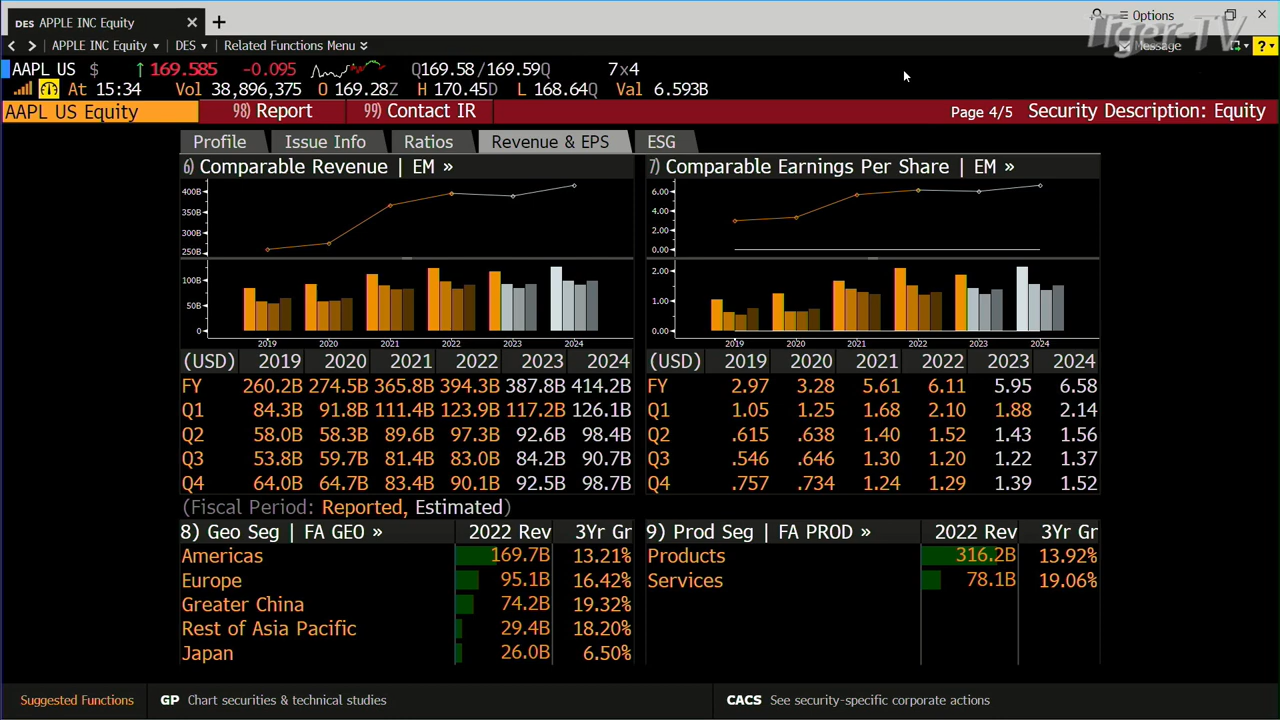 DES APPLE INC Equity × +
Options
Tiger-TV
APPLE INC Equity DES Related Functions Menu Message ?
AAPL US $ ↑ 169.585 -0.095 Q169.58/169.59Q 7x4
At 15:34 Vol 38,896,375 O 169.28Z H 170.45D L 168.64Q Val 6.593B
AAPL US Equity 98) Report 99) Contact IR Page 4/5 Security Description: Equity
Profile Issue Info Ratios Revenue & EPS ESG
6) Comparable Revenue | EM » 7) Comparable Earnings Per Share | EM »
400B 6.00
350B 4.00
300B 2.00
250B 0.00
100B 2.00
50B 1.00
0 0.00
2019 2020 2021 2022 2023 2024 2019 2020 2021 2022 2023 2024
(USD) 2019 2020 2021 2022 2023 2024 (USD) 2019 2020 2021 2022 2023 2024
FY 260.2B 274.5B 365.8B 394.3B 387.8B 414.2B FY 2.97 3.28 5.61 6.11 5.95 6.58
Q1 84.3B 91.8B 111.4B 123.9B 117.2B 126.1B Q1 1.05 1.25 1.68 2.10 1.88 2.14
Q2 58.0B 58.3B 89.6B 97.3B 92.6B 98.4B Q2 .615 .638 1.40 1.52 1.43 1.56
Q3 53.8B 59.7B 81.4B 83.0B 84.2B 90.7B Q3 .546 .646 1.30 1.20 1.22 1.37
Q4 64.0B 64.7B 83.4B 90.1B 92.5B 98.7B Q4 .757 .734 1.24 1.29 1.39 1.52
(Fiscal Period: Reported, Estimated)
8) Geo Seg | FA GEO » 2022 Rev 3Yr Gr 9) Prod Seg | FA PROD » 2022 Rev 3Yr Gr
Americas 169.7B 13.21% Products 316.2B 13.92%
Europe 95.1B 16.42% Services 78.1B 19.06%
Greater China 74.2B 19.32%
Rest of Asia Pacific 29.4B 18.20%
Japan 26.0B 6.50%
Suggested Functions GP Chart securities & technical studies CACS See security-specific corporate actions